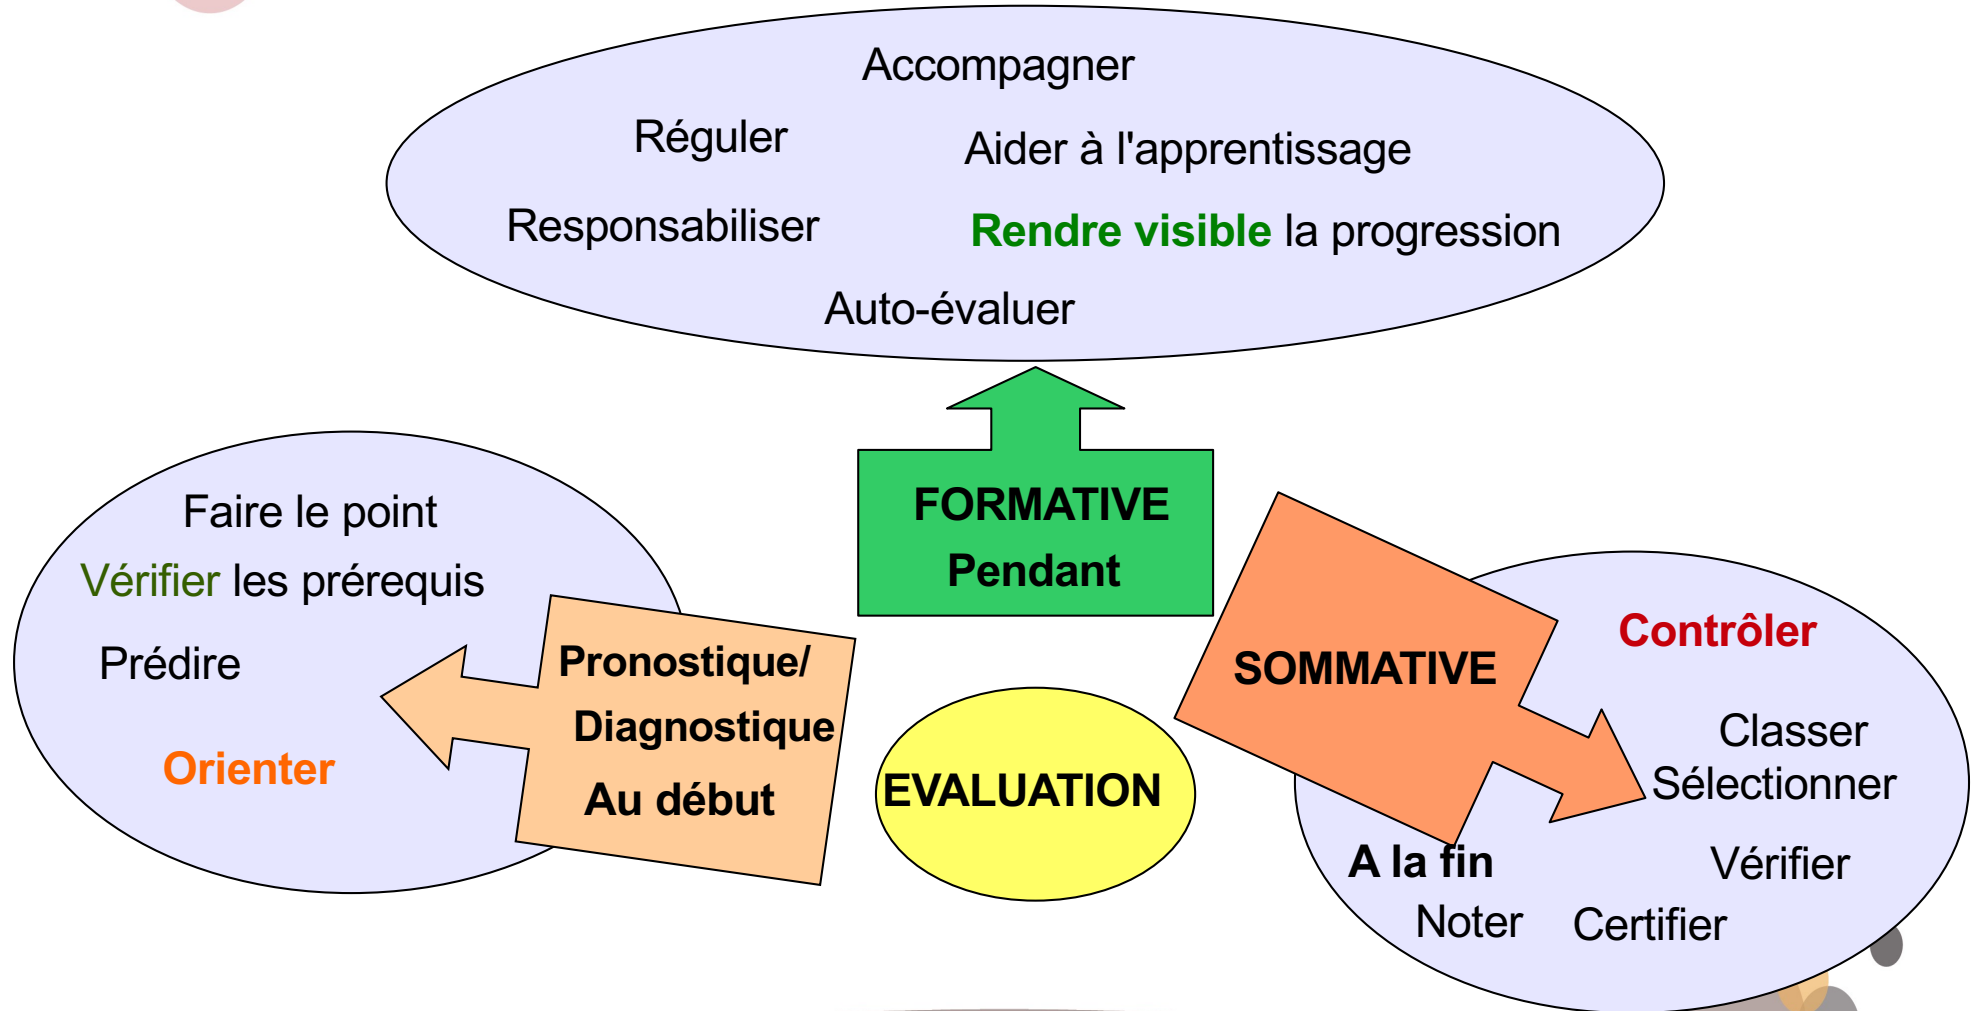 Accompagner
Réguler
Aider à l'apprentissage
Responsabiliser
Rendre visible la progression
Auto-évaluer
FORMATIVE
Pendant
Faire le point
Vérifier les prérequis
Prédire
Orienter
Pronostique/
Diagnostique
Au début
EVALUATION
SOMMATIVE
A la fin
Contrôler
Classer
Sélectionner
Vérifier
Noter
Certifier